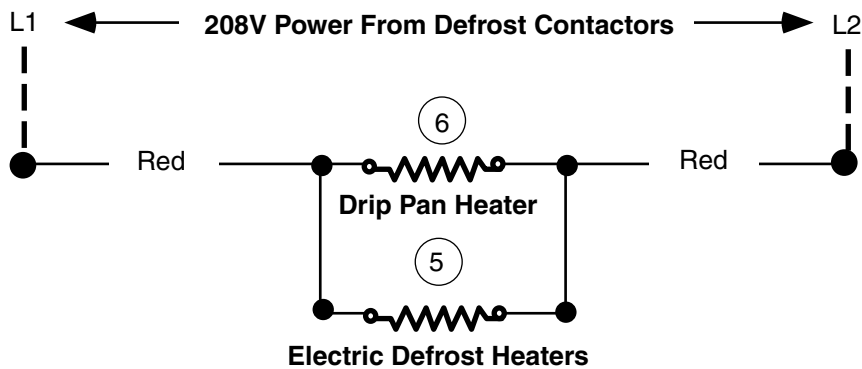 L1 208V Power From Defrost Contactors L2
6
Red Red
Drip Pan Heater
5
Electric Defrost Heaters